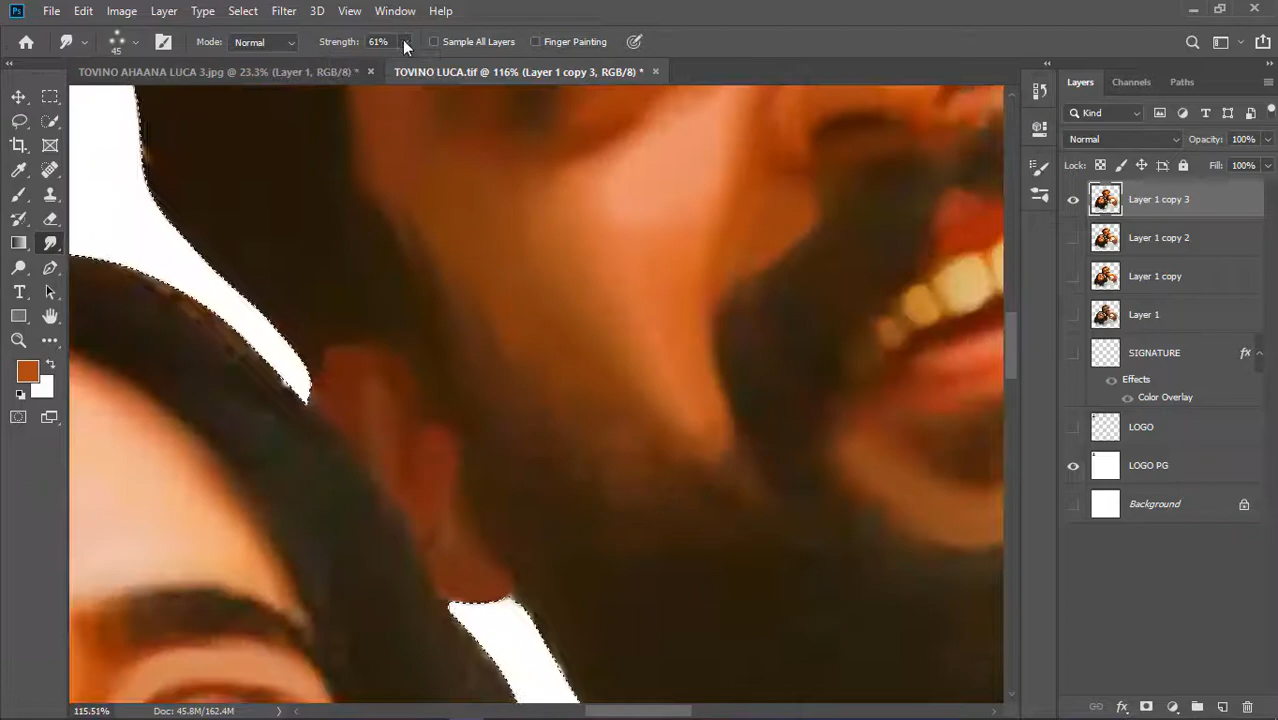 Ps File Edit Image Layer Type Select Filter 3D View Window Help
45 Mode: Normal Strength: 61% Sample All Layers Finger Painting
TOVINO AHAANA LUCA 3.jpg @ 23.3% (Layer 1, RGB/8) * × TOVINO LUCA.tif @ 116% (Layer 1 copy 3, RGB/8) * ×
Layers Channels Paths
Kind
Normal Opacity: 100%
Lock: Fill: 100%
Layer 1 copy 3
Layer 1 copy 2
Layer 1 copy
Layer 1
SIGNATURE fx
Effects
Color Overlay
LOGO
LOGO PG
Background
115.51% Doc: 45.8M/162.4M
fx